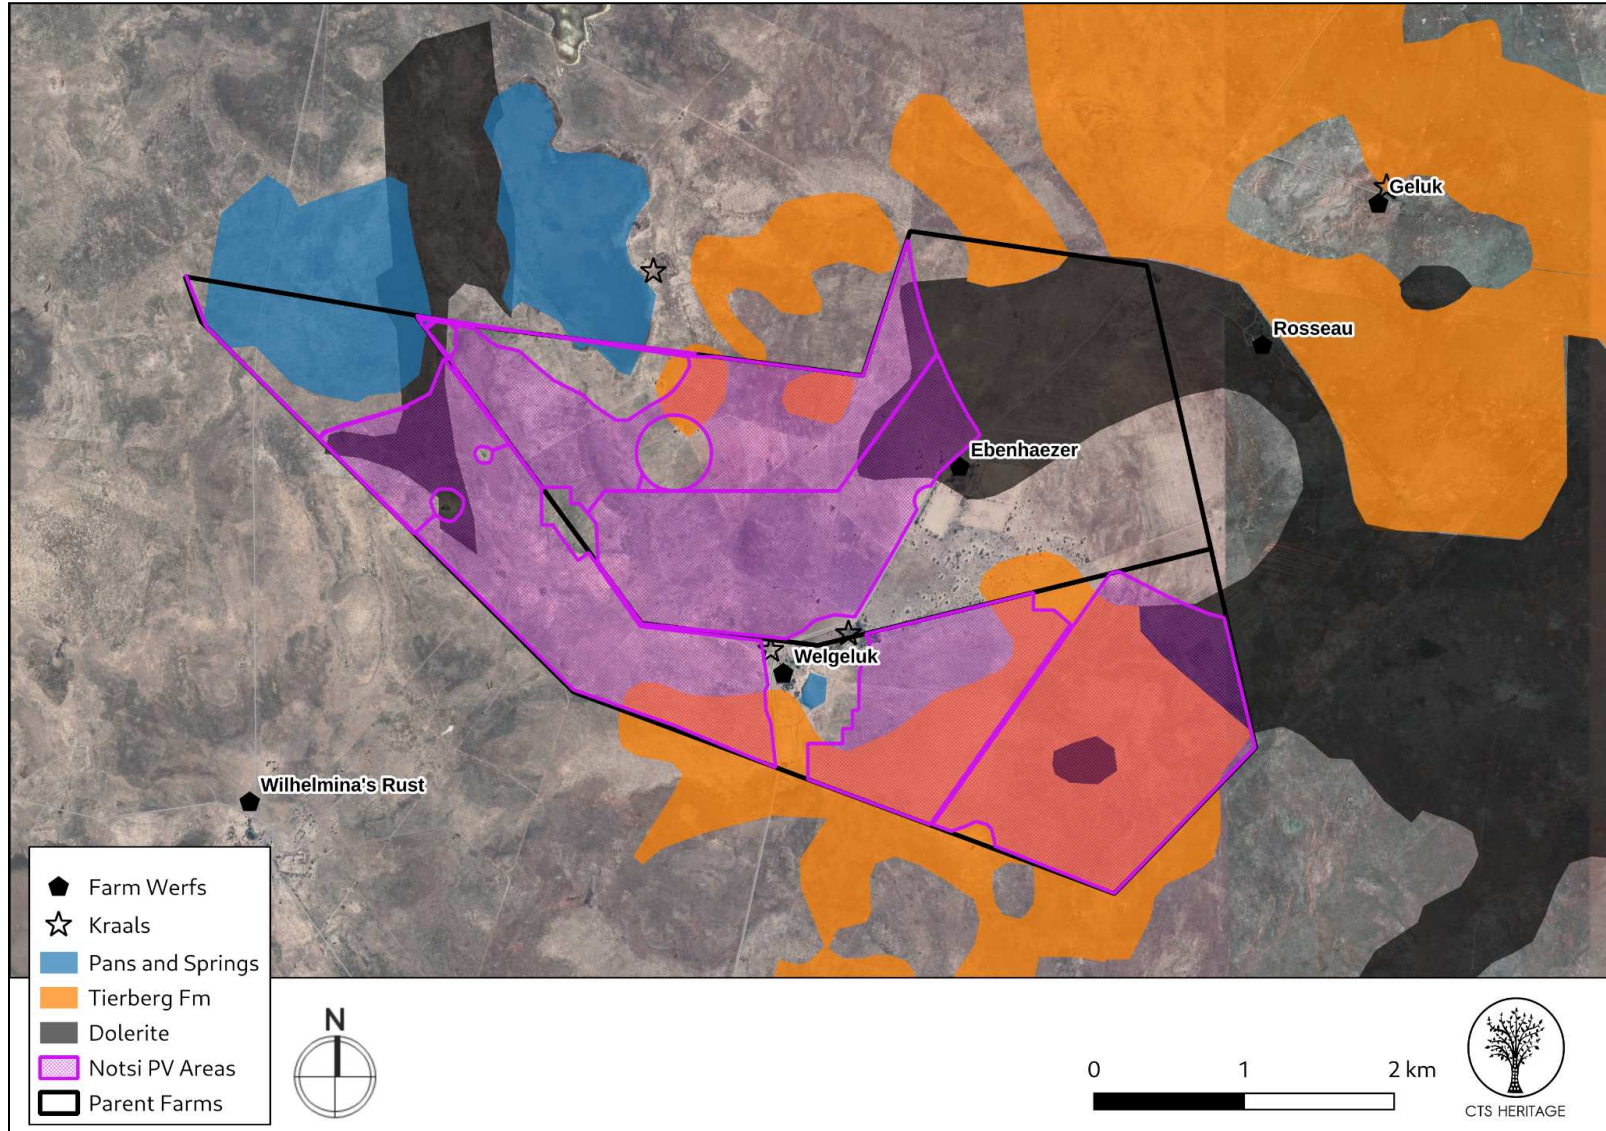 Geluk
Rosseau
Ebenhaezer
Welgeluk
Wilhelmina's Rust
Farm Werfs
Kraals
Pans and Springs
Tierberg Fm
Dolerite
Notsi PV Areas
Parent Farms
N
0 1 2 km
CTS HERITAGE